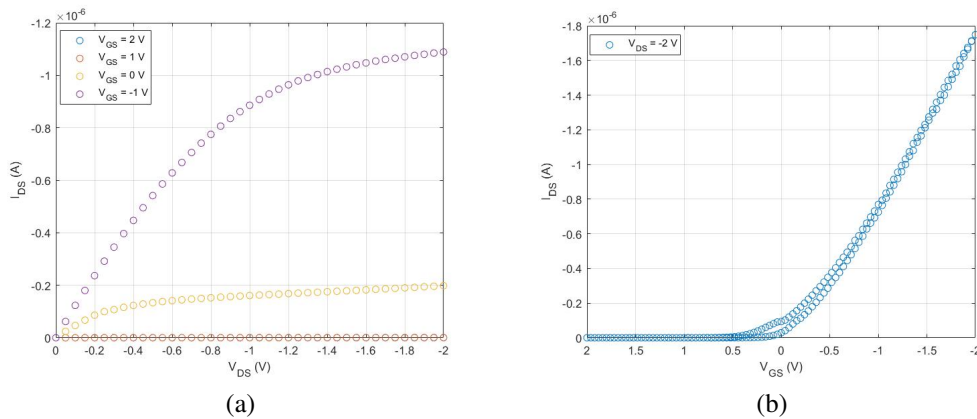 ×10⁻⁶
-1.2
-1
-0.8
-0.6
-0.4
-0.2
0
I_DS (A)
V_GS = 2 V
V_GS = 1 V
V_GS = 0 V
V_GS = -1 V
0 -0.2 -0.4 -0.6 -0.8 -1 -1.2 -1.4 -1.6 -1.8 -2
V_DS (V)
(a)
×10⁻⁶
-1.8
-1.6
-1.4
-1.2
-1
-0.8
-0.6
-0.4
-0.2
0
I_DS (A)
V_DS = -2 V
2 1.5 1 0.5 0 -0.5 -1 -1.5 -2
V_GS (V)
(b)